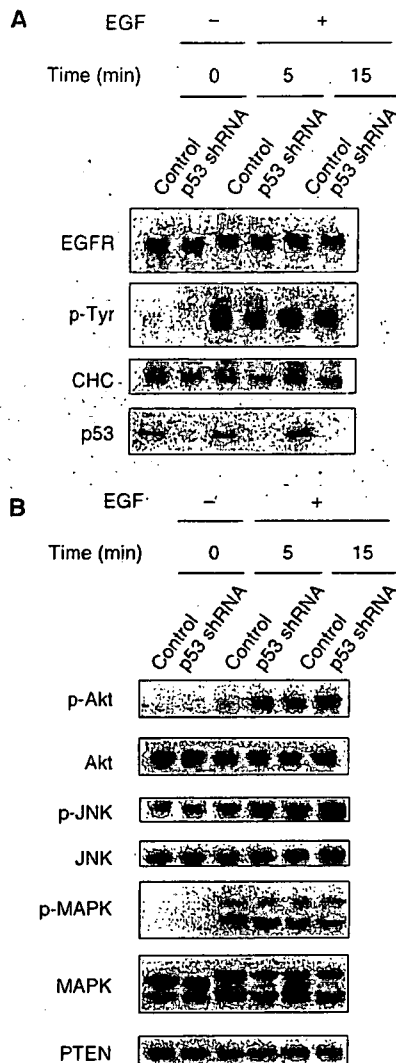 A
EGF − +
Time (min) 0 5 15
Control p53 shRNA Control p53 shRNA Control p53 shRNA
EGFR
p-Tyr
CHC
p53
B
EGF − +
Time (min) 0 5 15
Control p53 shRNA Control p53 shRNA Control p53 shRNA
p-Akt
Akt
p-JNK
JNK
p-MAPK
MAPK
PTEN